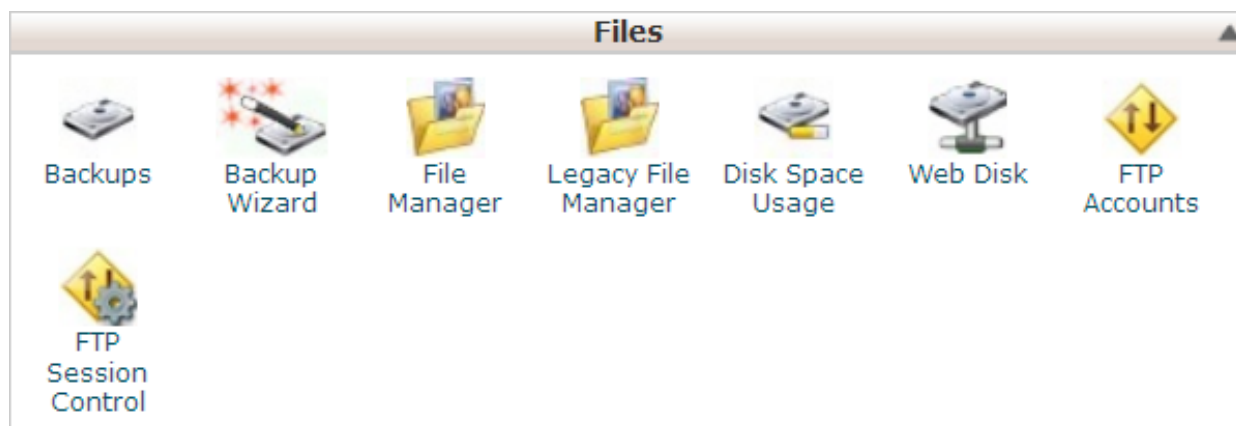 Files
Backups
Backup
Wizard
File
Manager
Legacy File
Manager
Disk Space
Usage
Web Disk
FTP
Accounts
FTP
Session
Control